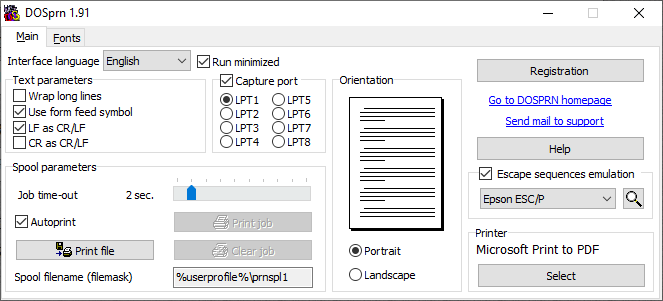 DOSprn 1.91
Main
Fonts
Interface language
English
Run minimized
Text parameters
Wrap long lines
Use form feed symbol
LF as CR/LF
CR as CR/LF
Capture port
LPT1
LPT5
LPT2
LPT6
LPT3
LPT7
LPT4
LPT8
Orientation
Portrait
Landscape
Spool parameters
Job time-out
2 sec.
Autoprint
Print job
Print file
Clear job
Spool filename (filemask)
%userprofile%\prnspl1
Registration
Go to DOSPRN homepage
Send mail to support
Help
Escape sequences emulation
Epson ESC/P
Printer
Microsoft Print to PDF
Select